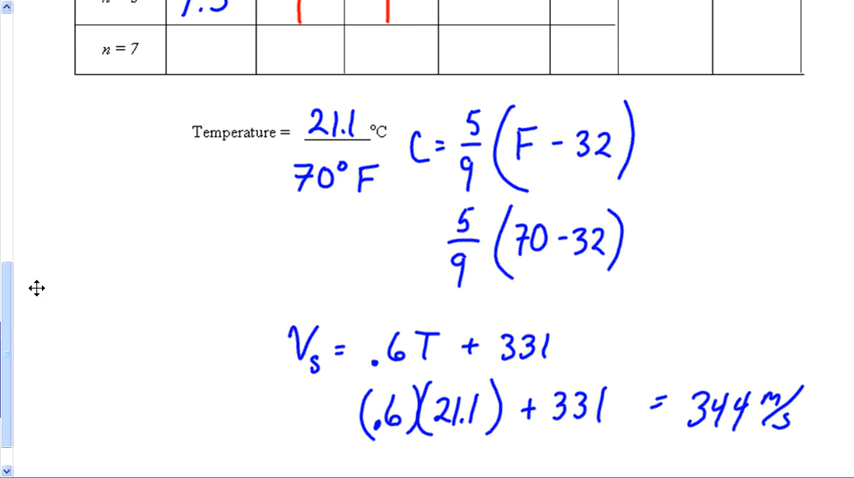 n = 7
Temperature = 21.1 °C
70° F
C = 5/9 (F - 32)
5/9 (70 - 32)
Vs = .6T + 331
(.6)(21.1) + 331 = 344 m/s